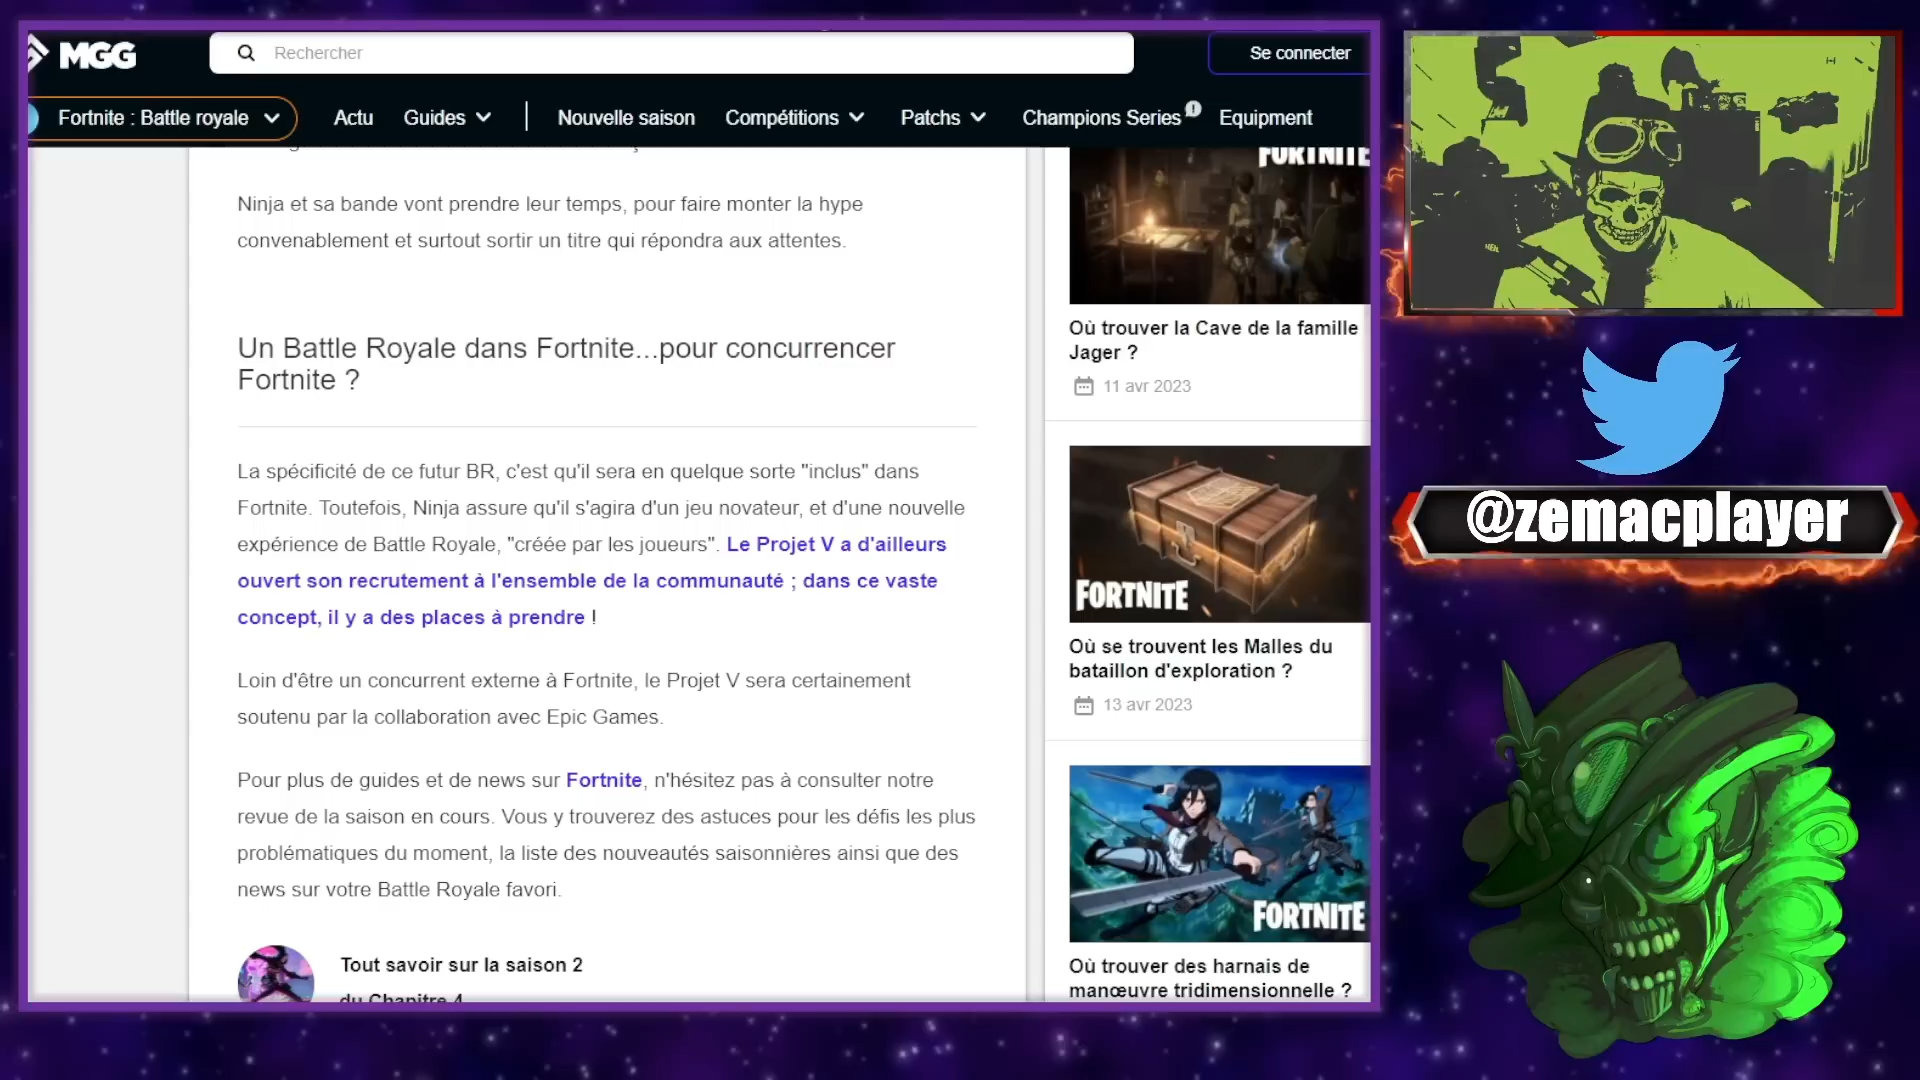 MGG
Rechercher
Se connecter
Fortnite : Battle royale
Actu
Guides
Nouvelle saison
Compétitions
Patchs
Champions Series
Equipment
Ninja et sa bande vont prendre leur temps, pour faire monter la hype
convenablement et surtout sortir un titre qui répondra aux attentes.
Un Battle Royale dans Fortnite...pour concurrencer
Fortnite ?
La spécificité de ce futur BR, c'est qu'il sera en quelque sorte "inclus" dans
Fortnite. Toutefois, Ninja assure qu'il s'agira d'un jeu novateur, et d'une nouvelle
expérience de Battle Royale, "créée par les joueurs". Le Projet V a d'ailleurs
ouvert son recrutement à l'ensemble de la communauté ; dans ce vaste
concept, il y a des places à prendre !
Loin d'être un concurrent externe à Fortnite, le Projet V sera certainement
soutenu par la collaboration avec Epic Games.
Pour plus de guides et de news sur Fortnite, n'hésitez pas à consulter notre
revue de la saison en cours. Vous y trouverez des astuces pour les défis les plus
problématiques du moment, la liste des nouveautés saisonnières ainsi que des
news sur votre Battle Royale favori.
Tout savoir sur la saison 2
du Chapitre 4
FORTNITE
Où trouver la Cave de la famille
Jager ?
11 avr 2023
FORTNITE
Où se trouvent les Malles du
bataillon d'exploration ?
13 avr 2023
FORTNITE
Où trouver des harnais de
manœuvre tridimensionnelle ?
@zemacplayer